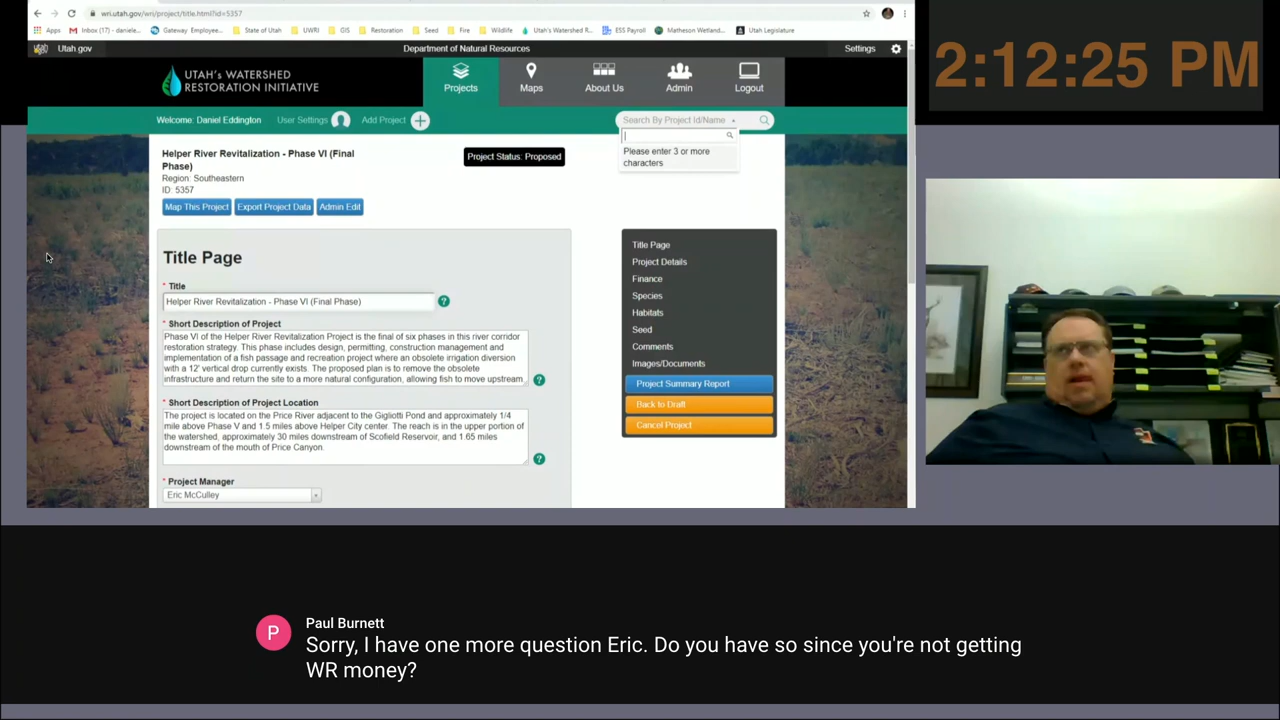 wri.utah.gov/wri/project/title.html?id=5357
Apps
Inbox (17) - daniele...
Gateway Employee...
State of Utah
UWRI
GIS
Restoration
Seed
Fire
Wildlife
Utah's Watershed R...
ESS Payroll
Matheson Wetland...
Utah Legislature
Utah.gov
Department of Natural Resources
Settings
2:12:25 PM
UTAH'S WATERSHED
RESTORATION INITIATIVE
Projects
Maps
About Us
Admin
Logout
Welcome: Daniel Eddington
User Settings
Add Project
Search By Project Id/Name
Please enter 3 or more
characters
Helper River Revitalization - Phase VI (Final
Phase)
Region: Southeastern
ID: 5357
Project Status: Proposed
Map This Project
Export Project Data
Admin Edit
Title Page
* Title
Helper River Revitalization - Phase VI (Final Phase)
?
* Short Description of Project
Phase VI of the Helper River Revitalization Project is the final of six phases in this river corridor
restoration strategy. This phase includes design, permitting, construction management and
implementation of a fish passage and recreation project where an obsolete irrigation diversion
with a 12' vertical drop currently exists. The proposed plan is to remove the obsolete
infrastructure and return the site to a more natural configuration, allowing fish to move upstream
?
* Short Description of Project Location
The project is located on the Price River adjacent to the Gigliotti Pond and approximately 1/4
mile above Phase V and 1.5 miles above Helper City center. The reach is in the upper portion of
the watershed, approximately 30 miles downstream of Scofield Reservoir, and 1.65 miles
downstream of the mouth of Price Canyon.
?
* Project Manager
Eric McCulley
Title Page
Project Details
Finance
Species
Habitats
Seed
Comments
Images/Documents
Project Summary Report
Back to Draft
Cancel Project
P
Paul Burnett
Sorry, I have one more question Eric. Do you have so since you're not getting
WR money?